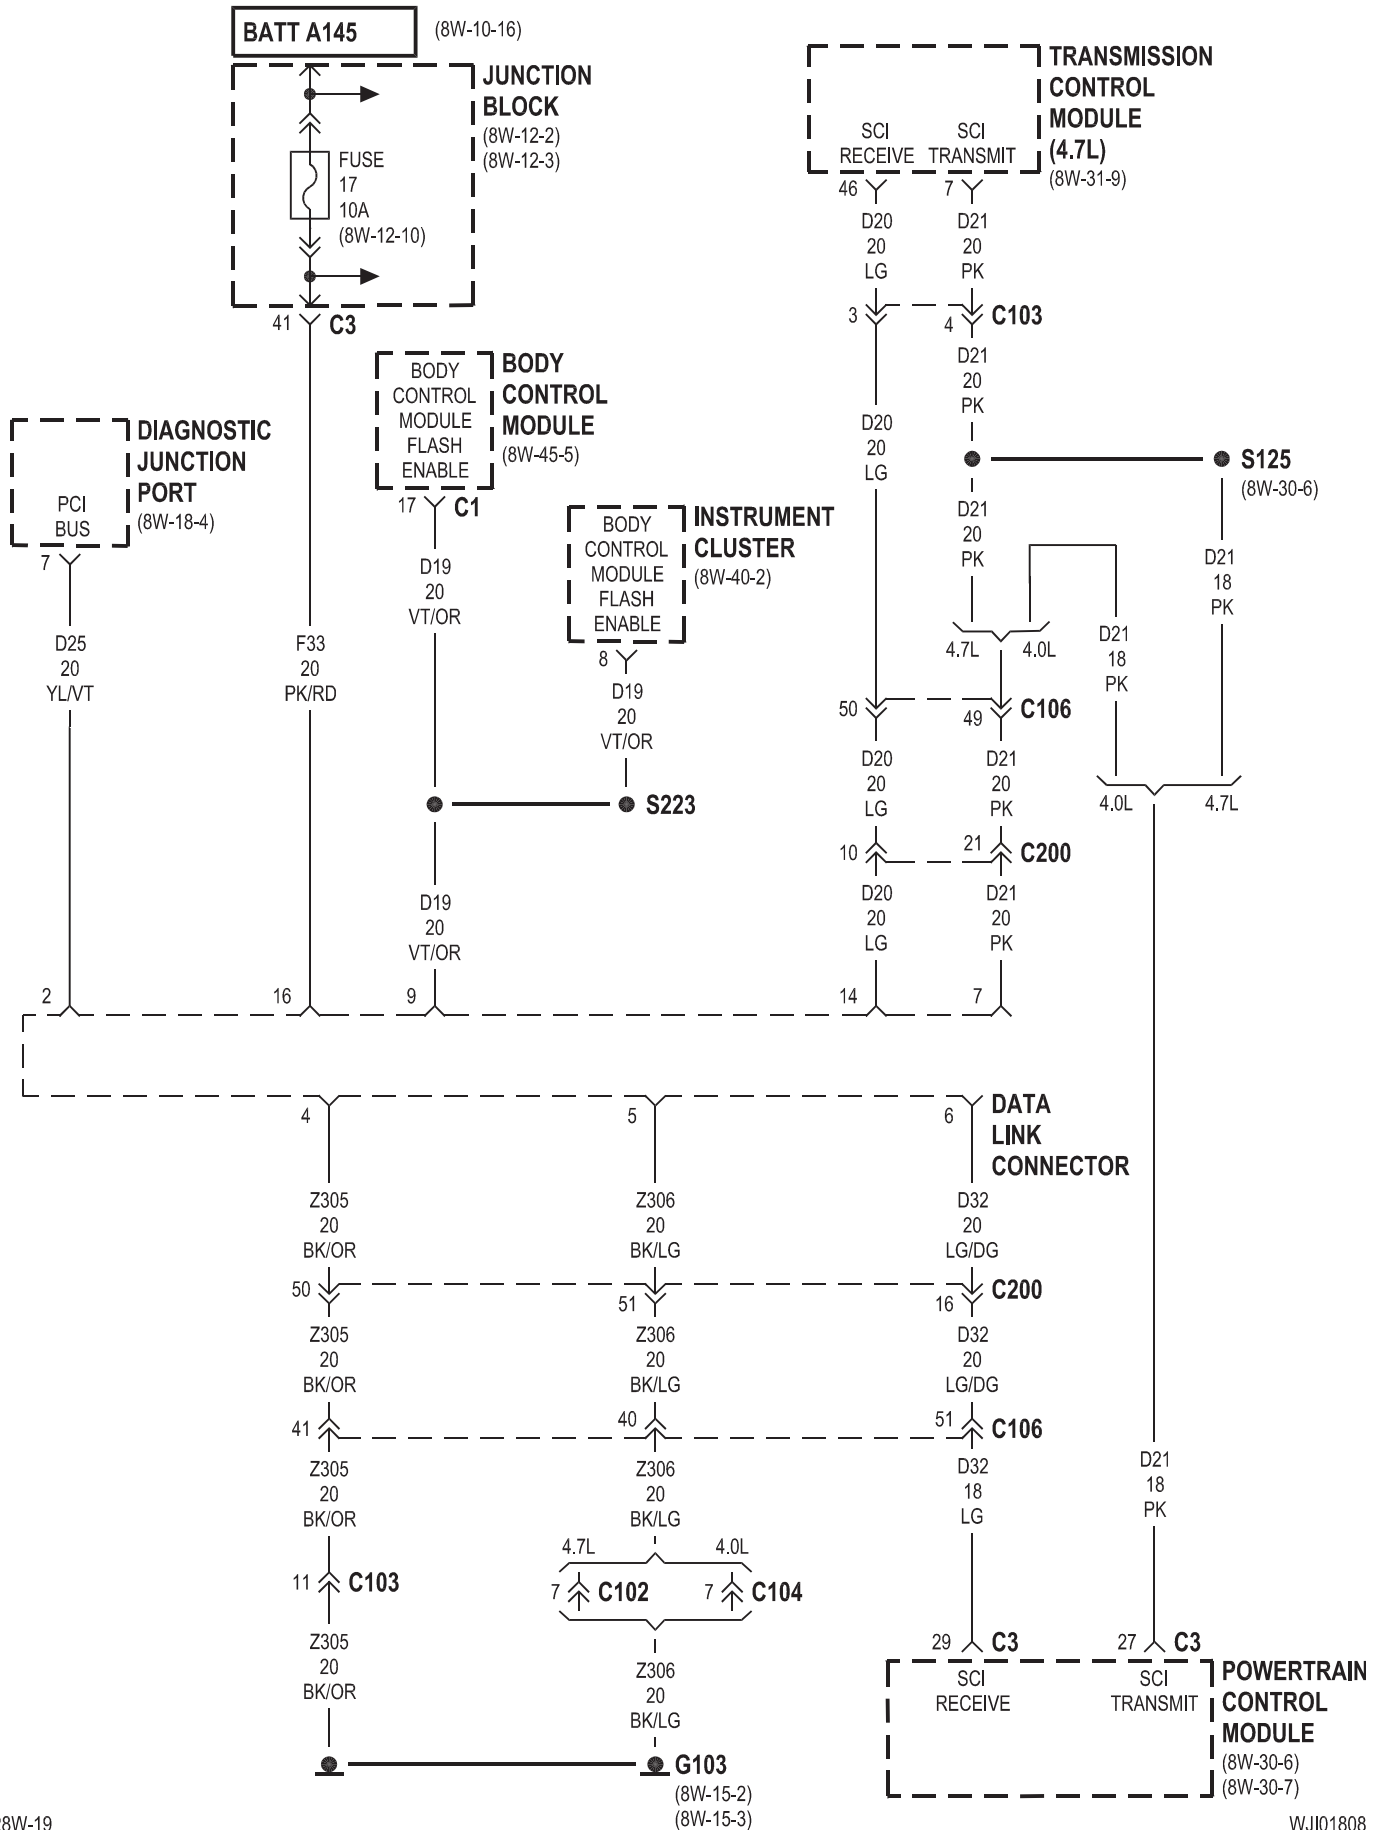 BATT A145
(8W-10-16)
JUNCTION
BLOCK
(8W-12-2)
(8W-12-3)
FUSE
17
10A
(8W-12-10)
41
C3
TRANSMISSION
CONTROL
MODULE
(4.7L)
(8W-31-9)
SCI
RECEIVE
SCI
TRANSMIT
46
7
D20
20
LG
D21
20
PK
3
4
C103
D21
20
PK
D20
20
LG
BODY
CONTROL
MODULE
FLASH
ENABLE
BODY
CONTROL
MODULE
(8W-45-5)
17
C1
DIAGNOSTIC
JUNCTION
PORT
(8W-18-4)
PCI
BUS
7
S125
(8W-30-6)
D21
20
PK
BODY
CONTROL
MODULE
FLASH
ENABLE
INSTRUMENT
CLUSTER
(8W-40-2)
8
D19
20
VT/OR
D21
18
PK
D25
20
YL/VT
F33
20
PK/RD
4.7L
4.0L
D21
18
PK
D19
20
VT/OR
50
49
C106
D20
20
LG
D21
20
PK
4.0L
4.7L
S223
10
21
C200
D19
20
VT/OR
D20
20
LG
D21
20
PK
2
16
9
14
7
4
5
6
DATA
LINK
CONNECTOR
Z305
20
BK/OR
Z306
20
BK/LG
D32
20
LG/DG
50
51
16
C200
Z305
20
BK/OR
Z306
20
BK/LG
D32
20
LG/DG
41
40
51
C106
Z305
20
BK/OR
Z306
20
BK/LG
D32
18
LG
D21
18
PK
4.7L
4.0L
11
C103
7
C102
7
C104
Z305
20
BK/OR
Z306
20
BK/LG
29
C3
27
C3
SCI
RECEIVE
SCI
TRANSMIT
POWERTRAIN
CONTROL
MODULE
(8W-30-6)
(8W-30-7)
G103
(8W-15-2)
(8W-15-3)
28W-19
WJI01808